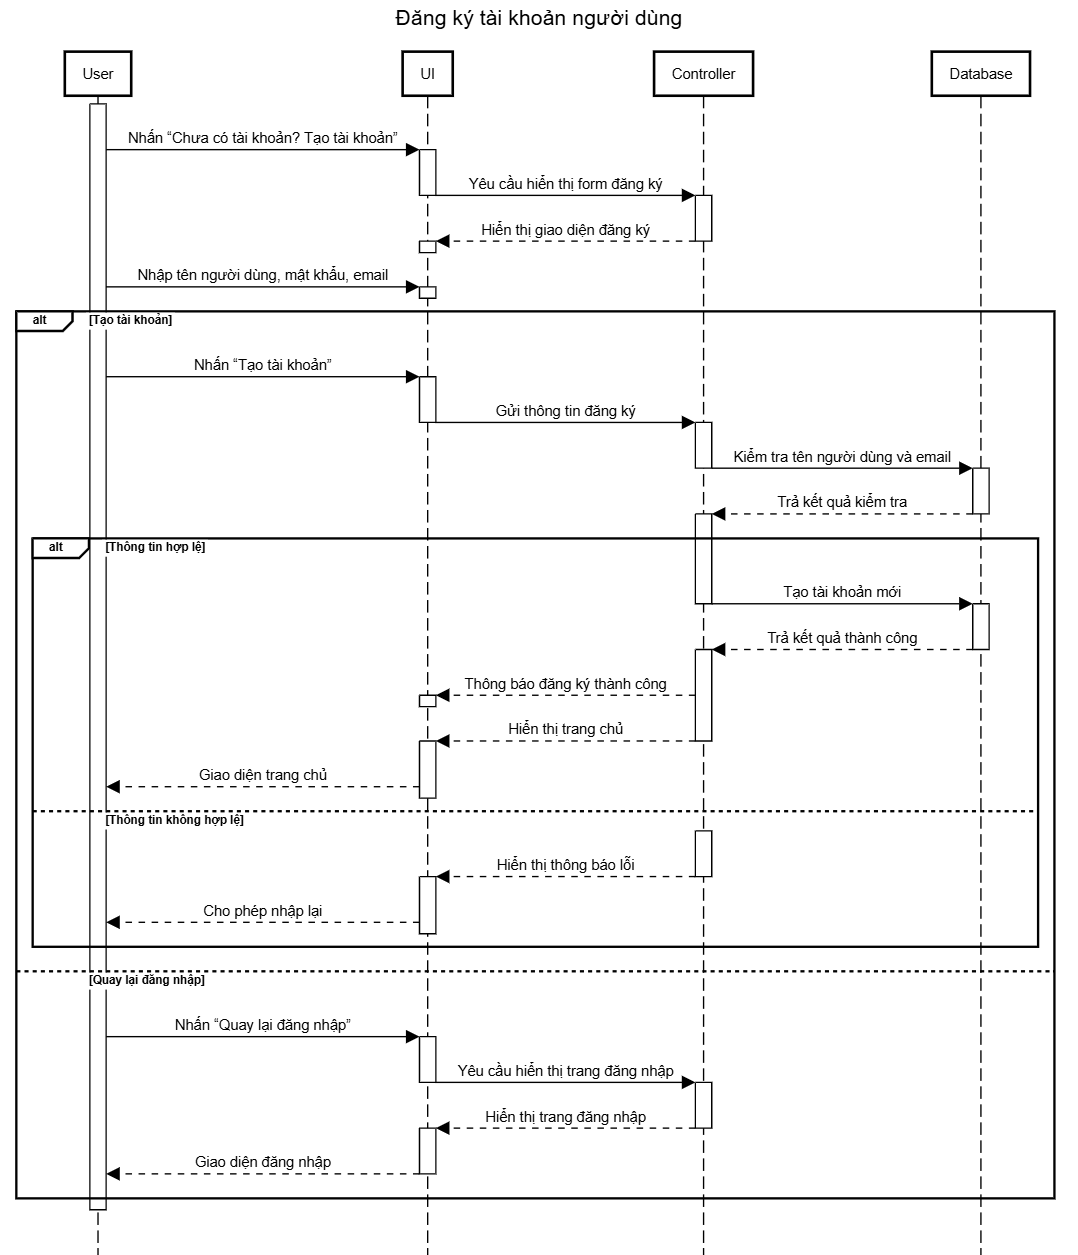 Đăng ký tài khoản người dùng
User
UI
Controller
Database
Nhấn “Chưa có tài khoản? Tạo tài khoản”
Yêu cầu hiển thị form đăng ký
Hiển thị giao diện đăng ký
Nhập tên người dùng, mật khẩu, email
alt
[Tạo tài khoản]
Nhấn “Tạo tài khoản”
Gửi thông tin đăng ký
Kiểm tra tên người dùng và email
Trả kết quả kiểm tra
alt
[Thông tin hợp lệ]
Tạo tài khoản mới
Trả kết quả thành công
Thông báo đăng ký thành công
Hiển thị trang chủ
Giao diện trang chủ
[Thông tin không hợp lệ]
Hiển thị thông báo lỗi
Cho phép nhập lại
[Quay lại đăng nhập]
Nhấn “Quay lại đăng nhập”
Yêu cầu hiển thị trang đăng nhập
Hiển thị trang đăng nhập
Giao diện đăng nhập